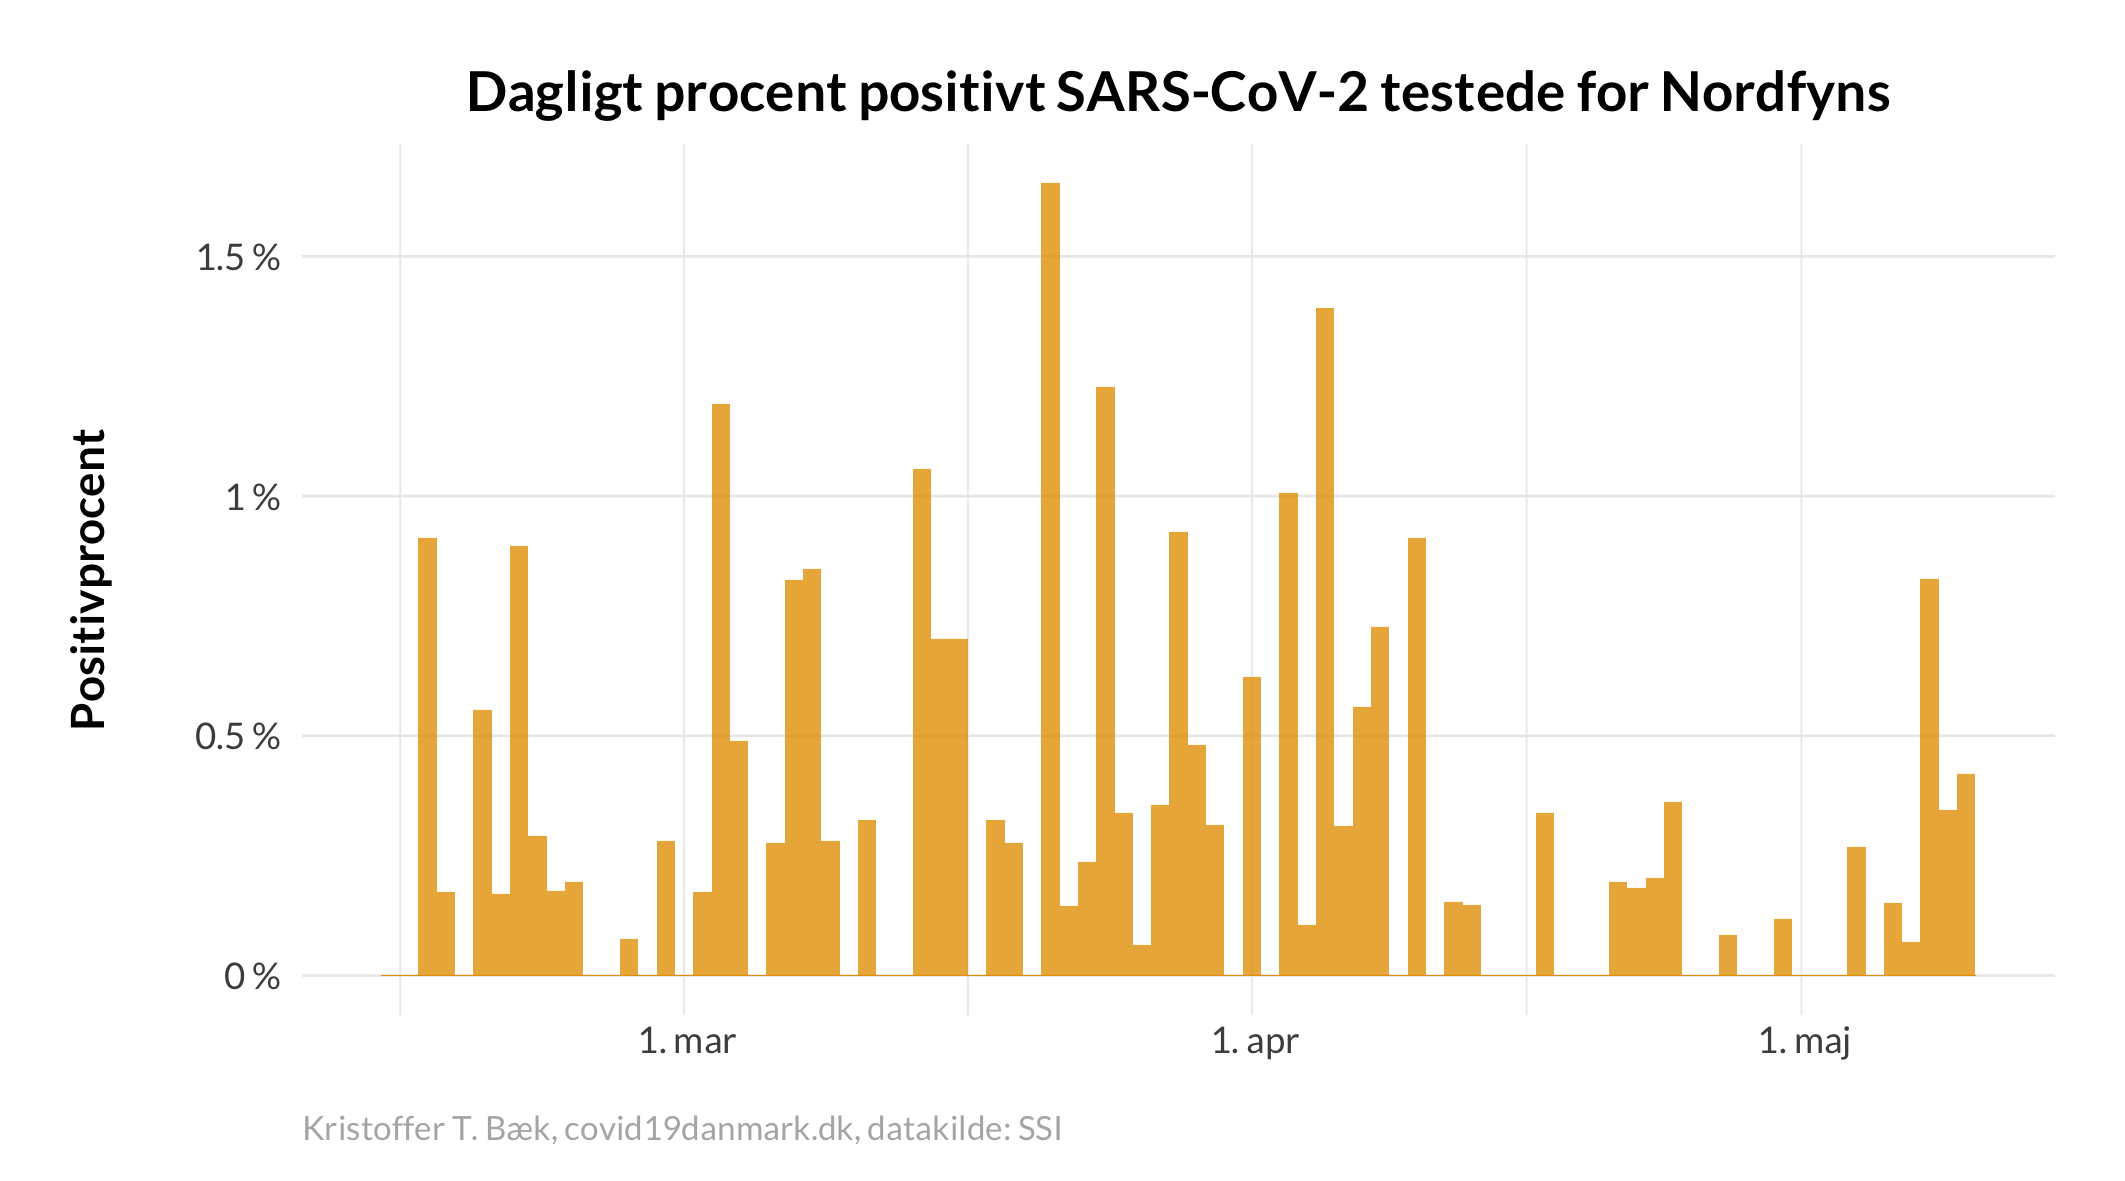 Dagligt procent positivt SARS-CoV-2 testede for Nordfyns
Positivprocent
1.5 %
1 %
0.5 %
0 %
1. mar
1. apr
1. maj
Kristoffer T. Bæk, covid19danmark.dk, datakilde: SSI